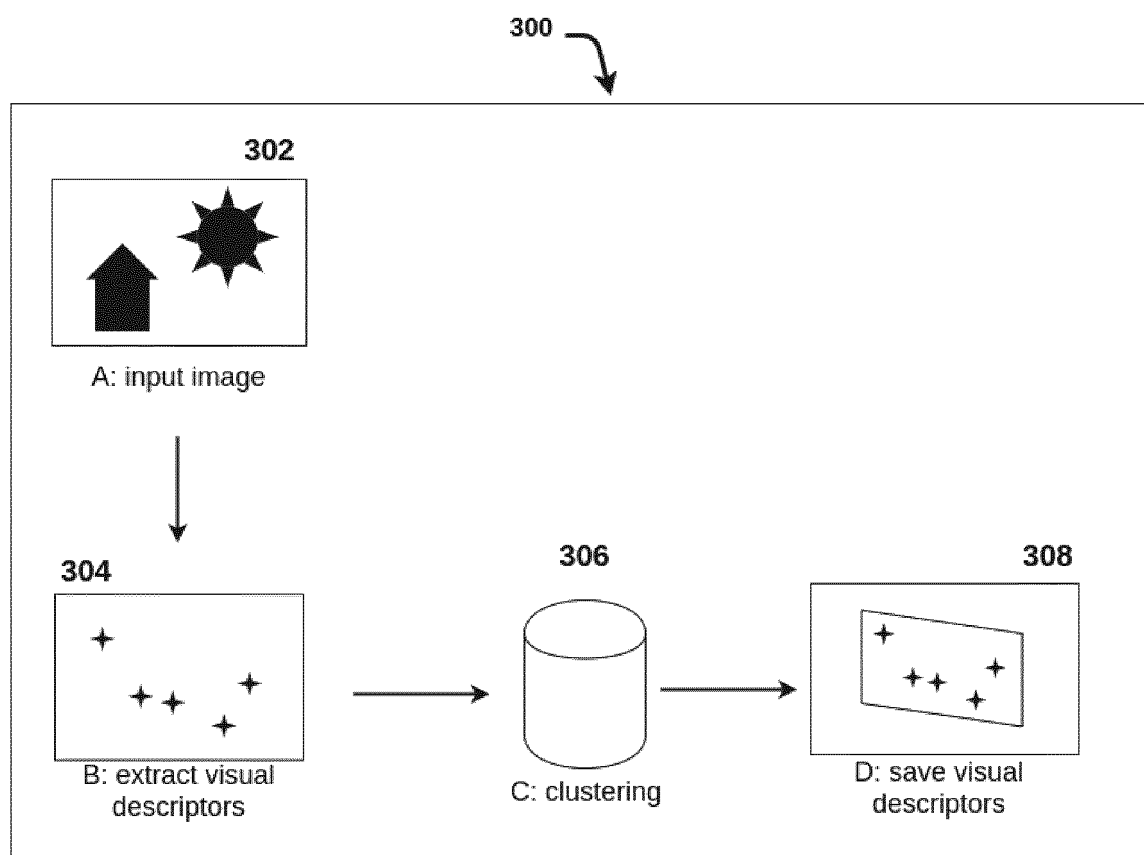 300
302
A: input image
304
306
308
B: extract visual
descriptors
C: clustering
D: save visual
descriptors